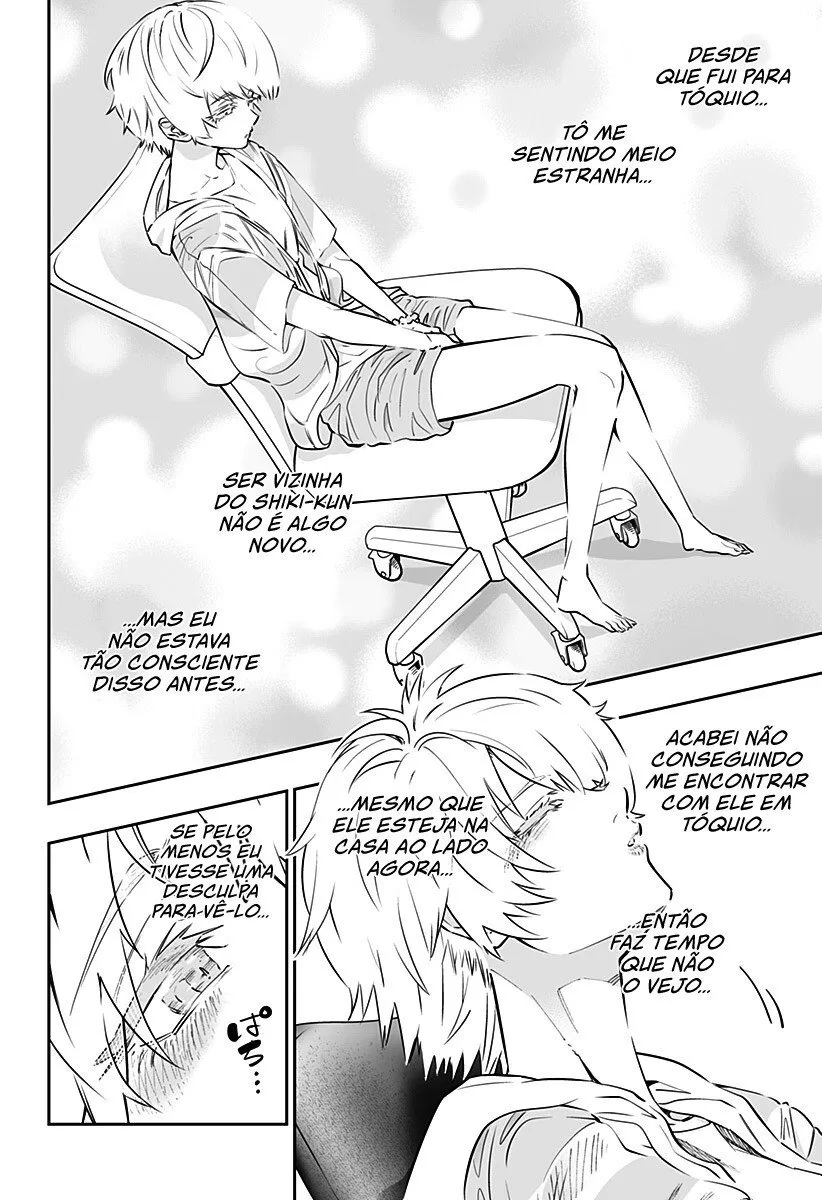 DESDE
QUE FUI PARA
TÓQUIO...
TÔ ME
SENTINDO MEIO
ESTRANHA...
SER VIZINHA
DO SHIKI-KUN
NÃO É ALGO
NOVO...
...MAS EU
NÃO ESTAVA
TÃO CONSCIENTE
DISSO ANTES...
ACABEI NÃO
CONSEGUINDO
ME ENCONTRAR
COM ELE EM
TÓQUIO...
...ENTÃO
FAZ TEMPO
QUE NÃO
O VEJO...
...MESMO QUE
ELE ESTEJA NA
CASA AO LADO
AGORA...
SE PELO
MENOS EU
TIVESSE UMA
DESCULPA
PARA-VÊ-LO...
ぱち…